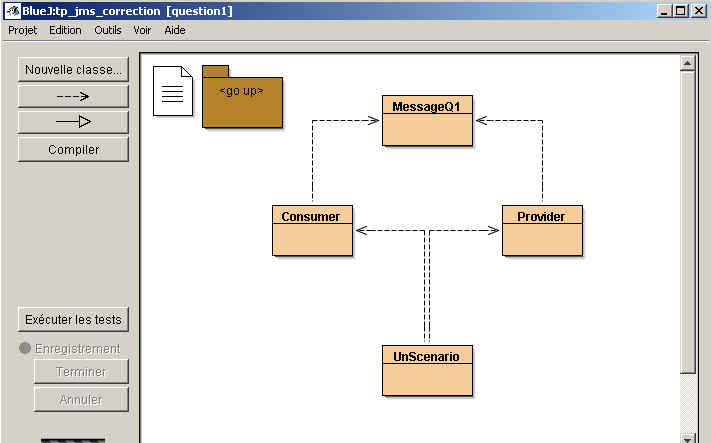 BlueJ:tp_jms_correction [question1]
Projet Edition Outils Voir Aide
Nouvelle classe...
Compiler
<go up>
MessageQ1
Consumer
Provider
UnScenario
Exécuter les tests
Enregistrement
Terminer
Annuler